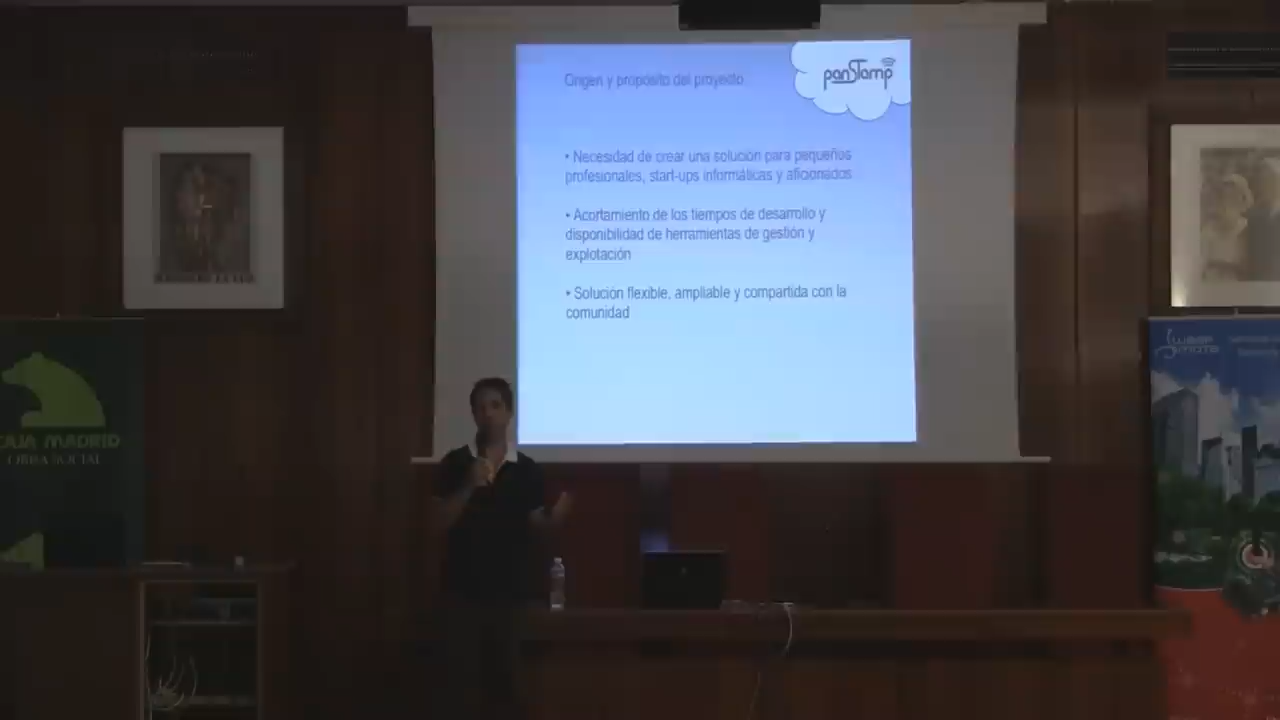 Origen y propósito del proyecto
panStamp
• Necesidad de crear una solución para pequeños
profesionales, start-ups informáticas y aficionados
• Acortamiento de los tiempos de desarrollo y
disponibilidad de herramientas de gestión y
explotación
• Solución flexible, ampliable y compartida con la
comunidad
CAJA MADRID
OBRA SOCIAL
wasp
mote